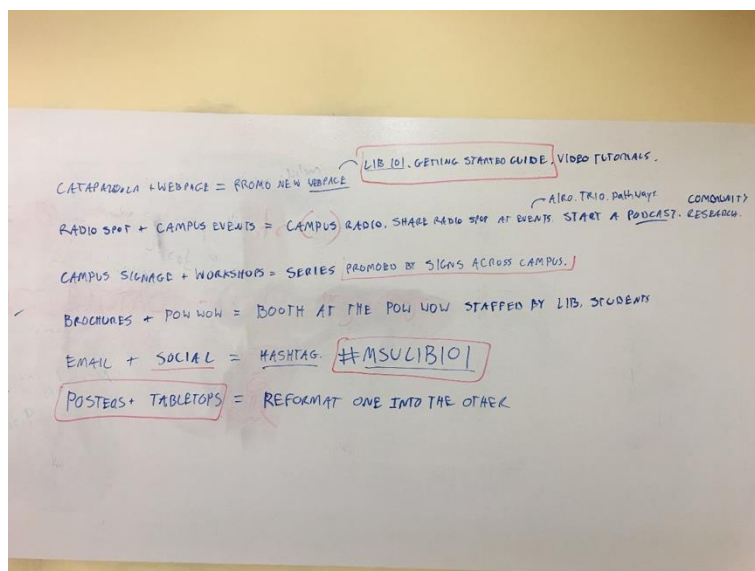 LIB 101. GETTING STARTED GUIDE. VIDEO TUTORIALS.
CATAPALOOZA + WEBPAGE = PROMO NEW WEBPAGE
AIRO. TRIO. Pathways. COMMUNITY
RADIO SPOT + CAMPUS EVENTS = CAMPUS RADIO. SHARE RADIO SPOT AT EVENTS. START A PODCAST. RESEARCH.
CAMPUS SIGNAGE + WORKSHOPS = SERIES PROMOED BY SIGNS ACROSS CAMPUS.
BROCHURES + POW WOW = BOOTH AT THE POW WOW STAFFED BY LIB. STUDENTS
EMAIL + SOCIAL = HASHTAG. #MSULIB101
POSTERS + TABLETOPS = REFORMAT ONE INTO THE OTHER